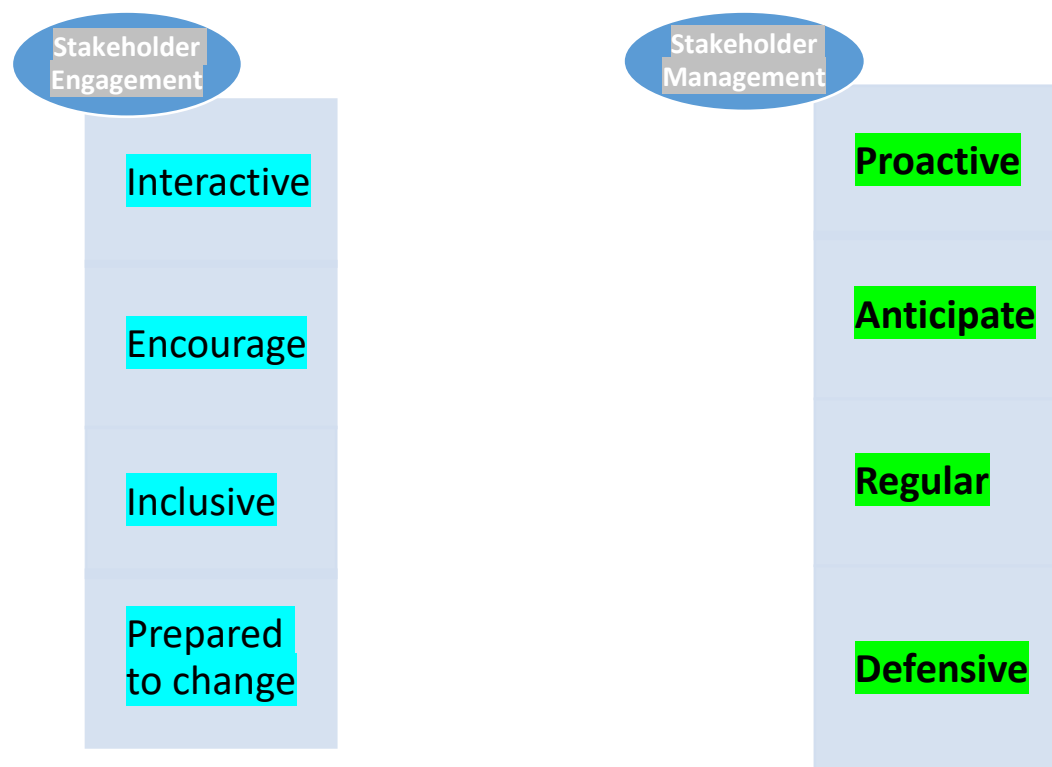 Stakeholder
Engagement
Interactive
Encourage
Inclusive
Prepared
to change
Stakeholder
Management
Proactive
Anticipate
Regular
Defensive